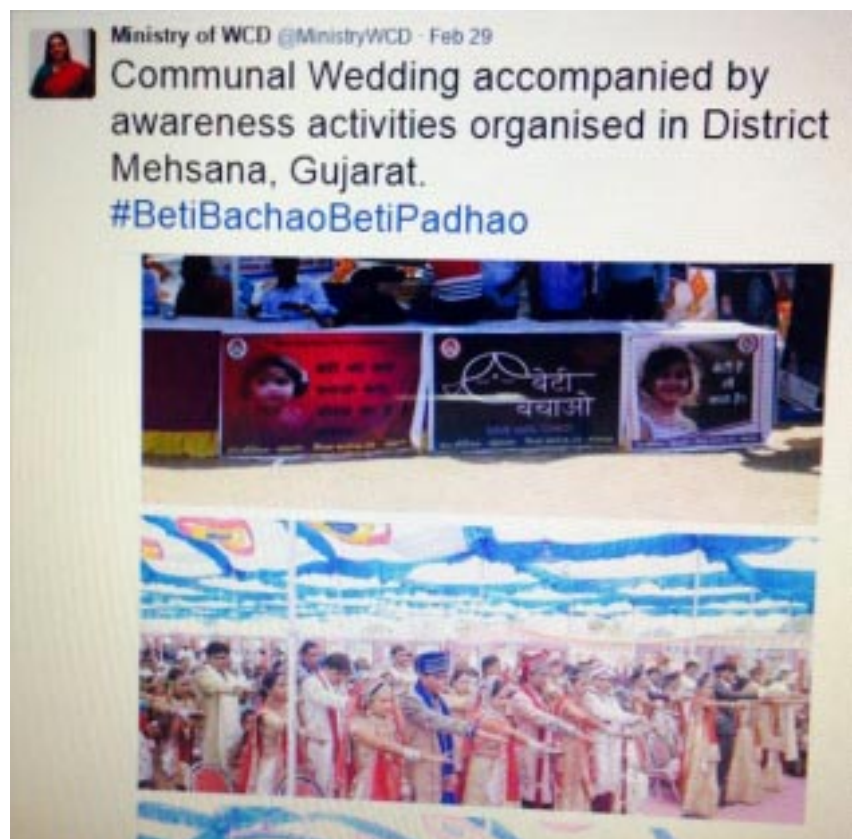 Ministry of WCD @MinistryWCD · Feb 29
Communal Wedding accompanied by
awareness activities organised in District
Mehsana, Gujarat.
#BetiBachaoBetiPadhao
बेटी
बचाओ